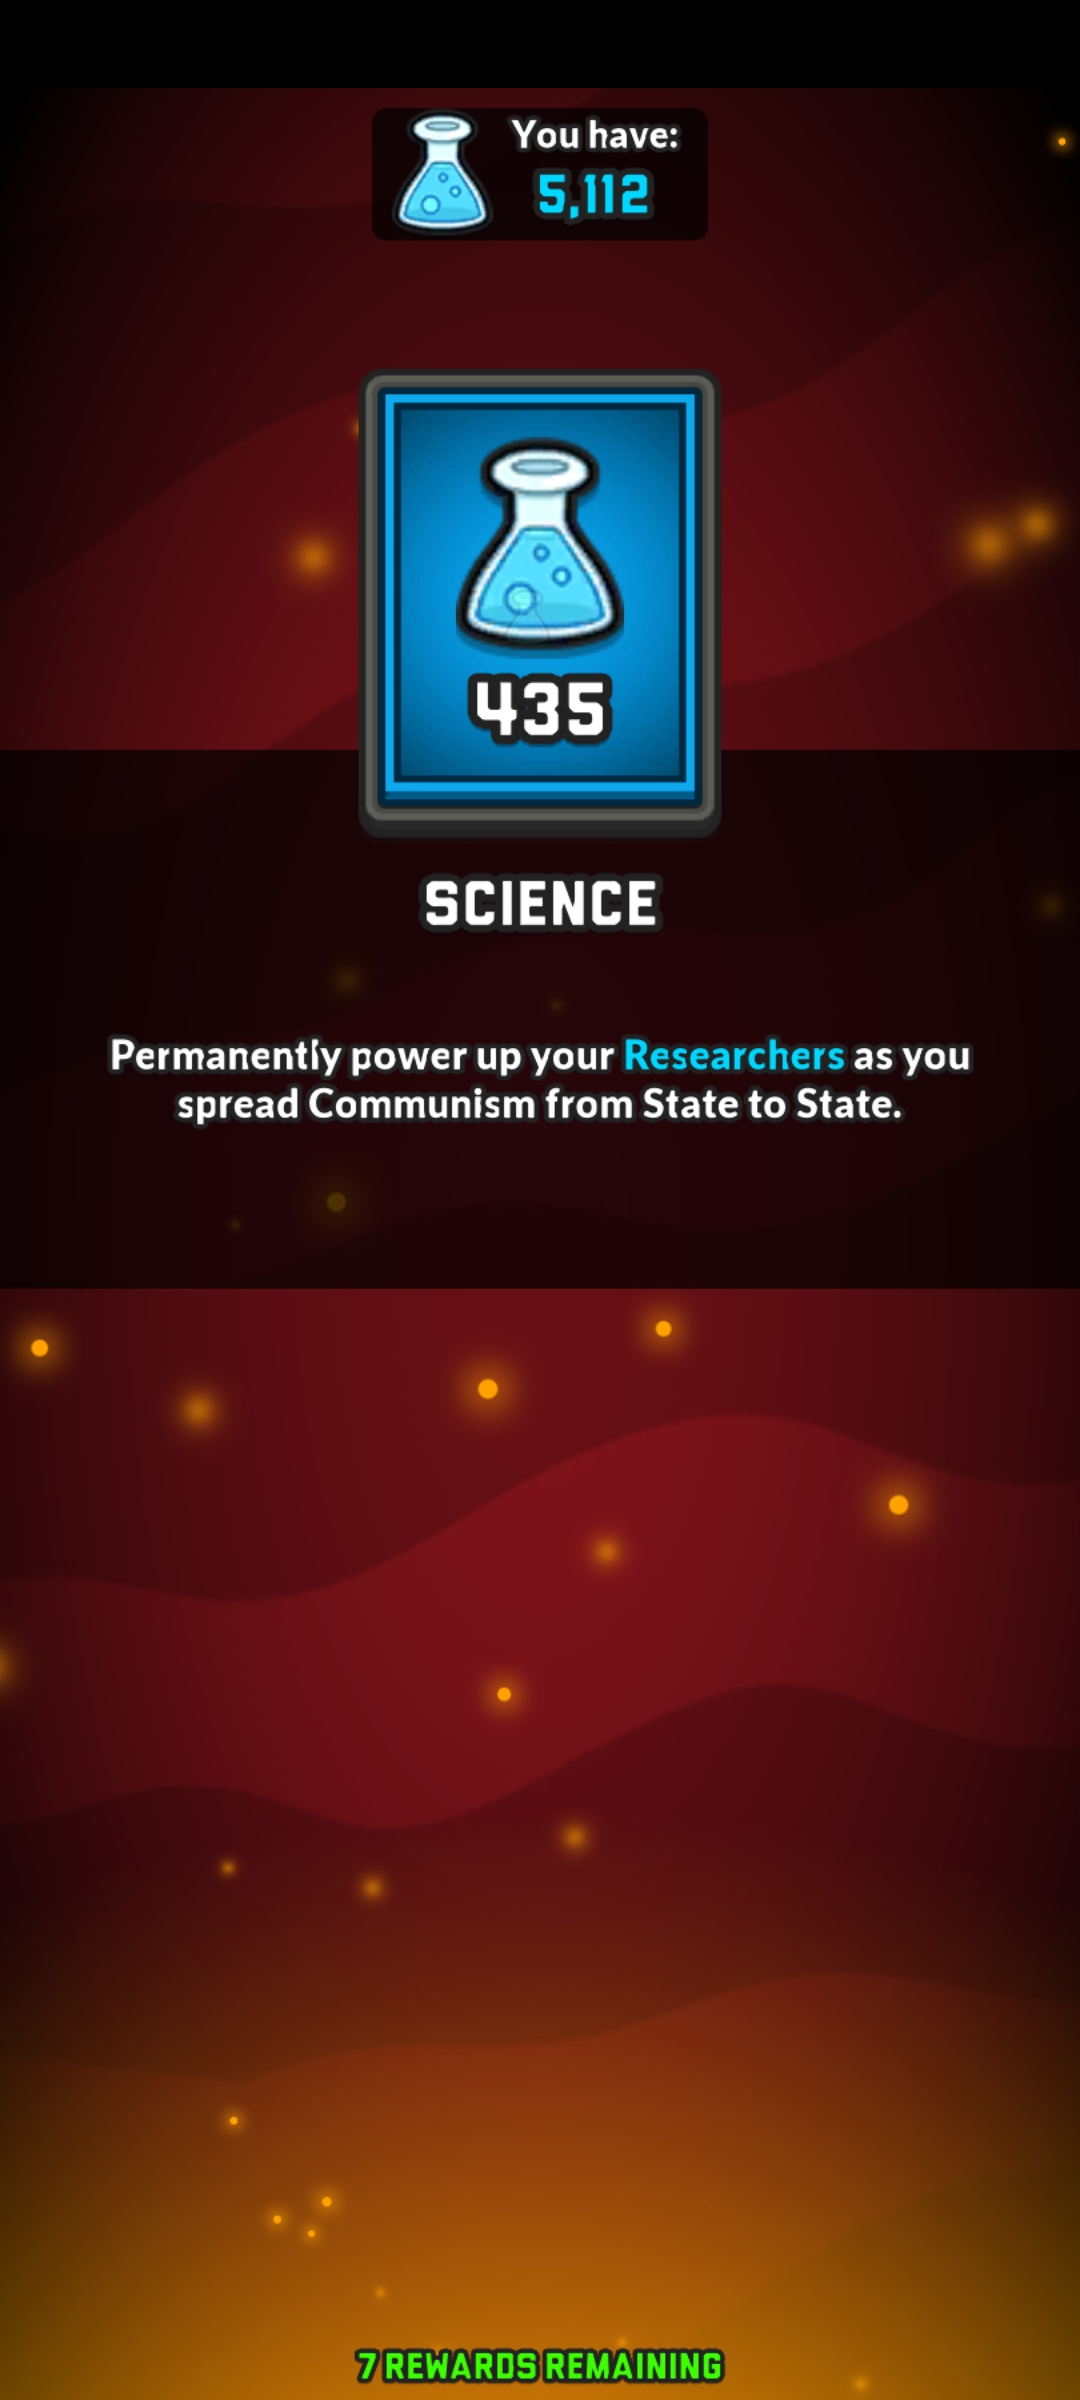 You have:
5,112
435
SCIENCE
Permanently power up your Researchers as you
spread Communism from State to State.
7 REWARDS REMAINING